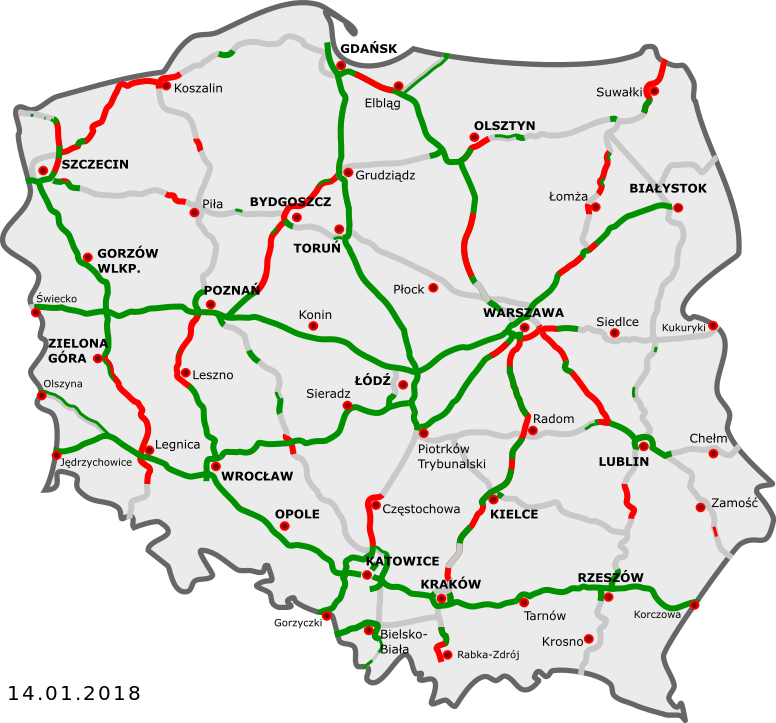 GDAŃSK
Koszalin
Elbląg
Suwałki
OLSZTYN
SZCZECIN
Grudziądz
Piła
BYDGOSZCZ
Łomża
BIAŁYSTOK
TORUŃ
GORZÓW
WLKP.
Płock
Świecko
POZNAŃ
Konin
WARSZAWA
Siedlce
Kukuryki
ZIELONA
GÓRA
Olszyna
Leszno
ŁÓDŹ
Sieradz
Radom
Legnica
Jędrzychowice
Piotrków
Trybunalski
Chełm
LUBLIN
WROCŁAW
Zamość
OPOLE
Częstochowa
KIELCE
KATOWICE
KRAKÓW
RZESZÓW
Gorzyczki
Tarnów
Korczowa
Bielsko-
Biała
Rabka-Zdrój
Krosno
14.01.2018